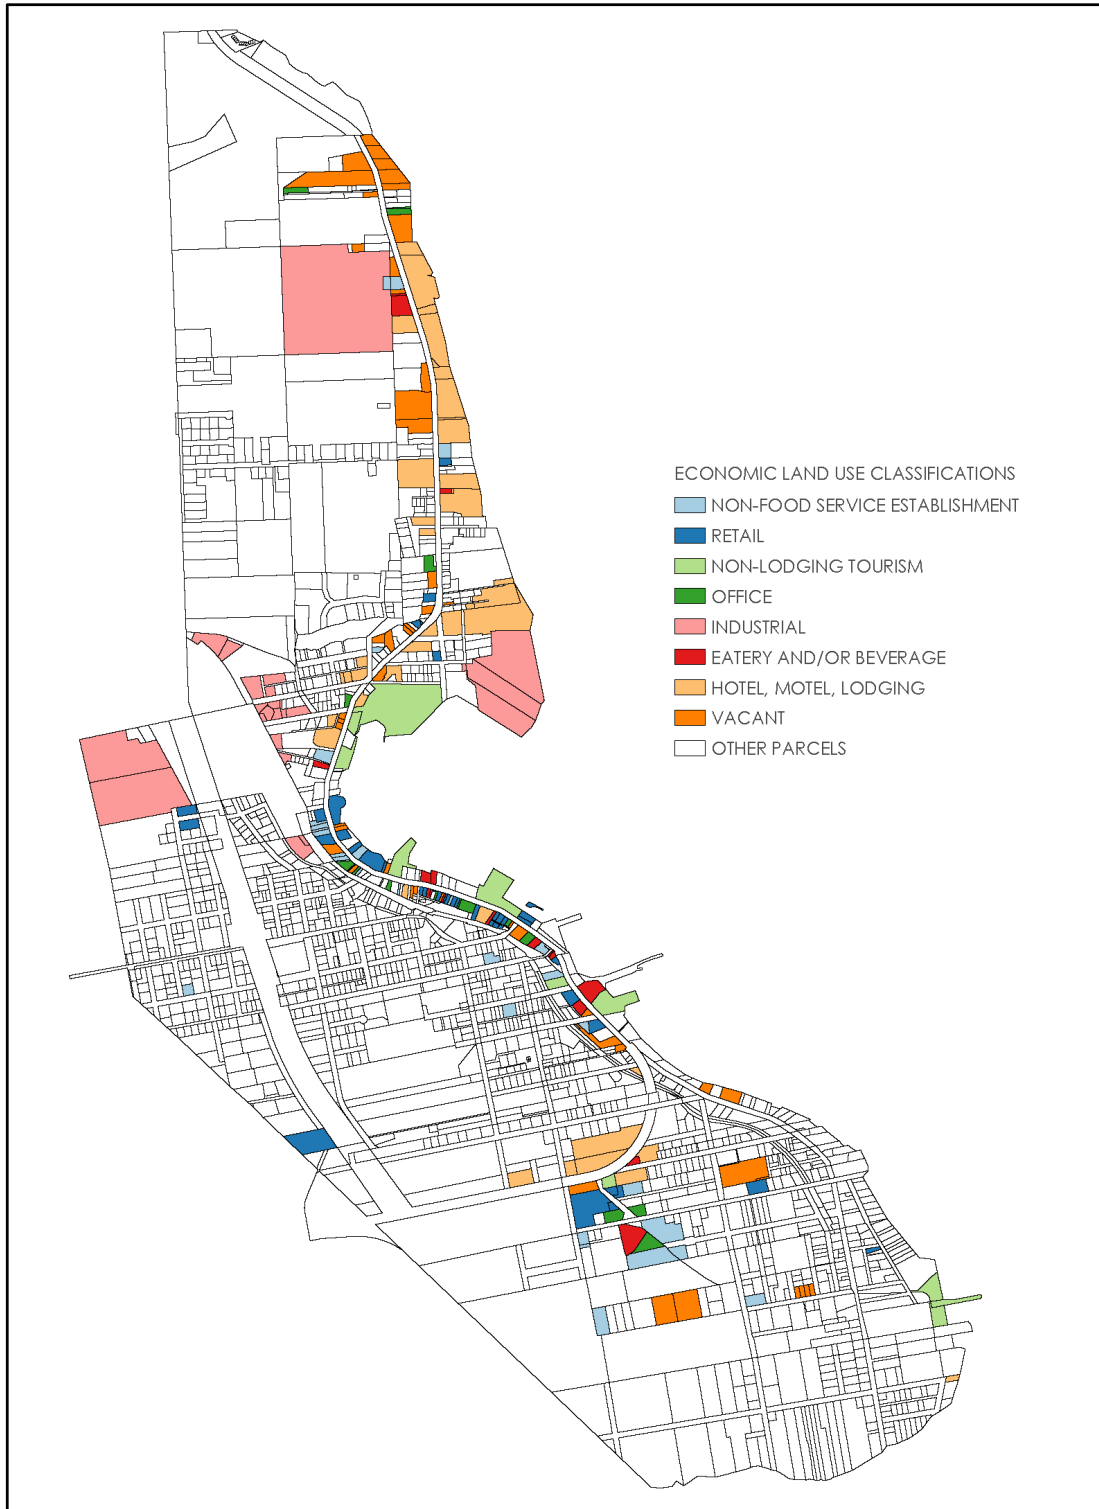 ECONOMIC LAND USE CLASSIFICATIONS
NON-FOOD SERVICE ESTABLISHMENT
RETAIL
NON-LODGING TOURISM
OFFICE
INDUSTRIAL
EATERY AND/OR BEVERAGE
HOTEL, MOTEL, LODGING
VACANT
OTHER PARCELS